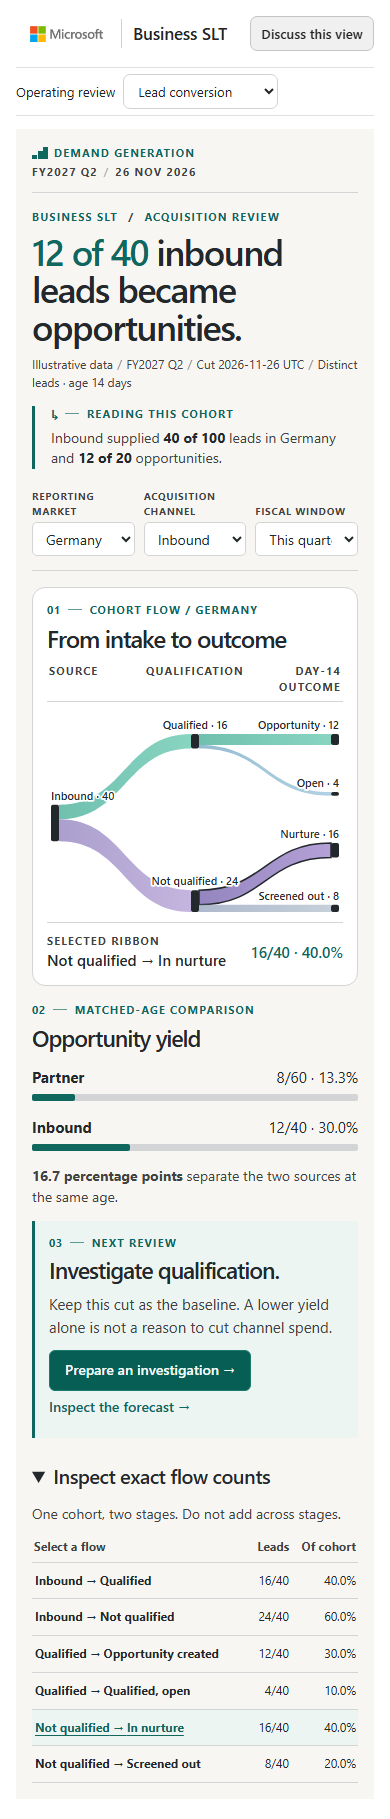 Microsoft
Business SLT
Discuss this view
Operating review
Lead conversion
DEMAND GENERATION
FY2027 Q2 / 26 NOV 2026
BUSINESS SLT / ACQUISITION REVIEW
12 of 40 inbound
leads became
opportunities.
Illustrative data / FY2027 Q2 / Cut 2026-11-26 UTC / Distinct
leads · age 14 days
↳ — READING THIS COHORT
Inbound supplied 40 of 100 leads in Germany
and 12 of 20 opportunities.
REPORTING
MARKET
ACQUISITION
CHANNEL
FISCAL WINDOW
Germany
Inbound
This quart
01 — COHORT FLOW / GERMANY
From intake to outcome
SOURCE
QUALIFICATION
DAY-14
OUTCOME
Qualified · 16
Opportunity · 12
Open · 4
Inbound · 40
Nurture · 16
Not qualified · 24
Screened out · 8
SELECTED RIBBON
Not qualified → In nurture
16/40 · 40.0%
02 — MATCHED-AGE COMPARISON
Opportunity yield
Partner 8/60 · 13.3%
Inbound 12/40 · 30.0%
16.7 percentage points separate the two sources at
the same age.
03 — NEXT REVIEW
Investigate qualification.
Keep this cut as the baseline. A lower yield
alone is not a reason to cut channel spend.
Prepare an investigation →
Inspect the forecast →
▼ Inspect exact flow counts
One cohort, two stages. Do not add across stages.
Select a flow Leads Of cohort
Inbound → Qualified 16/40 40.0%
Inbound → Not qualified 24/40 60.0%
Qualified → Opportunity created 12/40 30.0%
Qualified → Qualified, open 4/40 10.0%
Not qualified → In nurture 16/40 40.0%
Not qualified → Screened out 8/40 20.0%